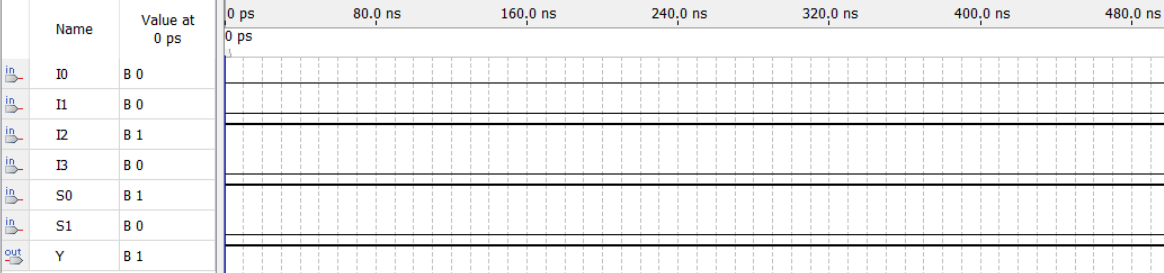 Name Value at 0 ps 0 ps 80.0 ns 160.0 ns 240.0 ns 320.0 ns 400.0 ns 480.0 ns
0 ps
in I0 B 0
in I1 B 0
in I2 B 1
in I3 B 0
in S0 B 1
in S1 B 0
out Y B 1